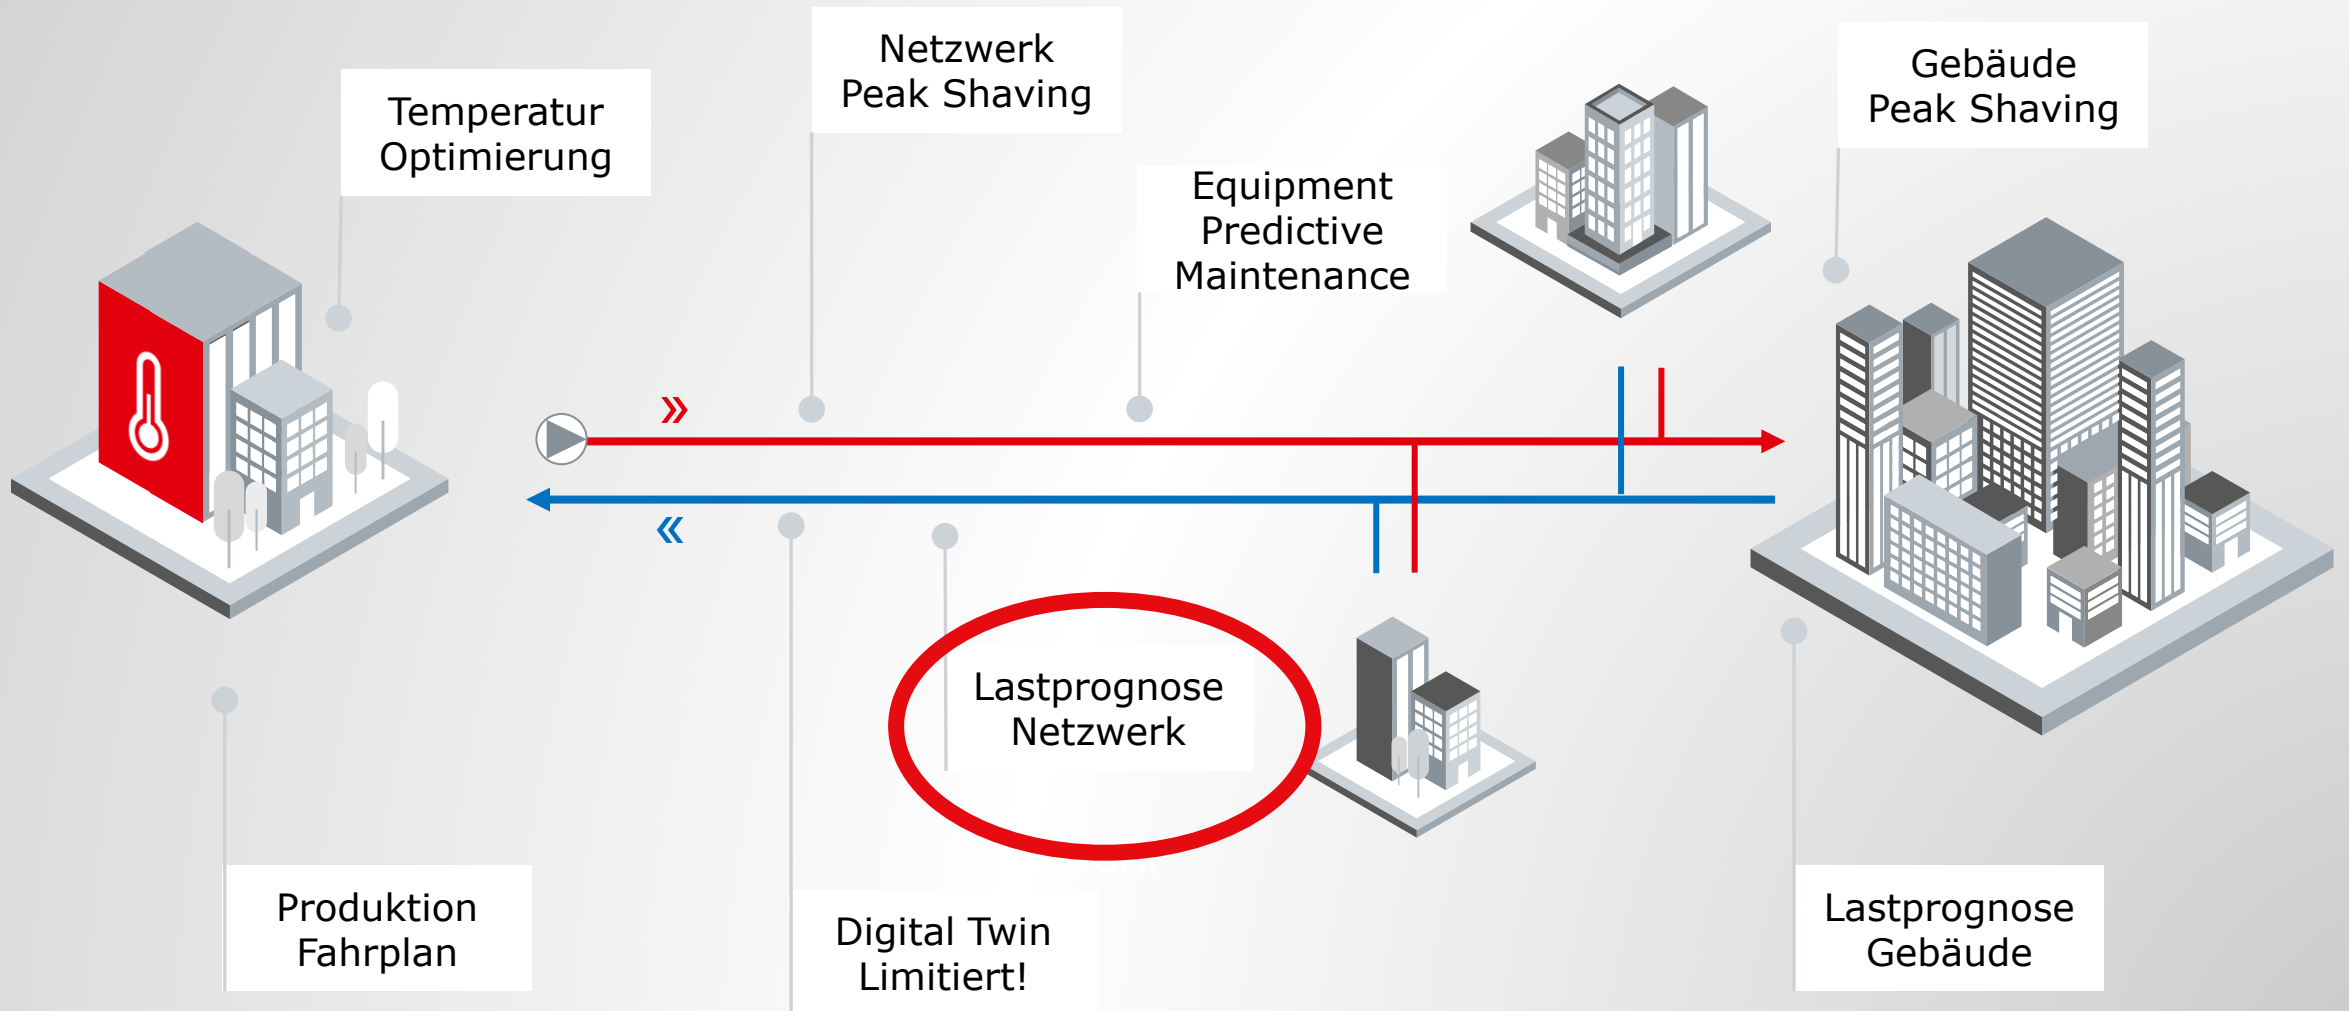 Netzwerk
Peak Shaving
Gebäude
Peak Shaving
Temperatur
Optimierung
Equipment
Predictive
Maintenance
»
«
Lastprognose
Netzwerk
Produktion
Fahrplan
Digital Twin
Limitiert!
Lastprognose
Gebäude